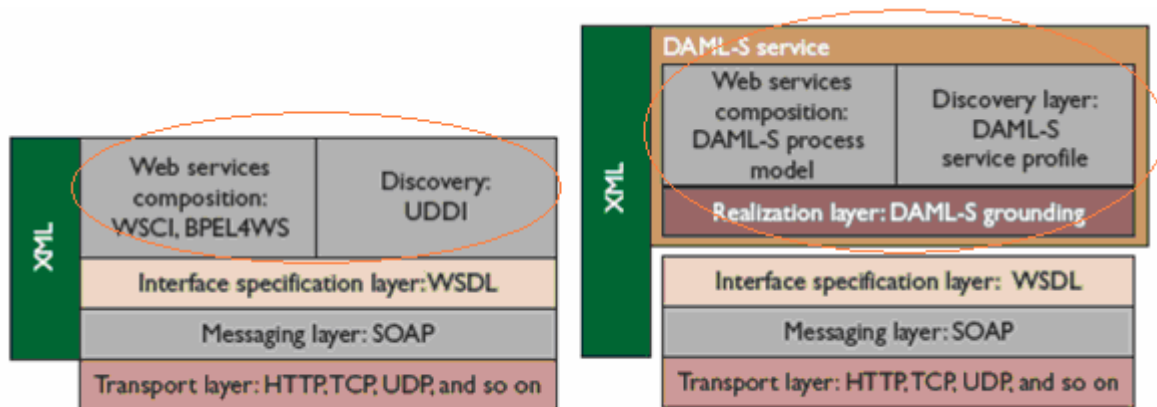 XML
Web services
composition:
WSCI, BPEL4WS
Discovery:
UDDI
Interface specification layer: WSDL
Messaging layer: SOAP
Transport layer: HTTP, TCP, UDP, and so on
XML
DAML-S service
Web services
composition:
DAML-S process
model
Discovery layer:
DAML-S
service profile
Realization layer: DAML-S grounding
Interface specification layer: WSDL
Messaging layer: SOAP
Transport layer: HTTP, TCP, UDP, and so on